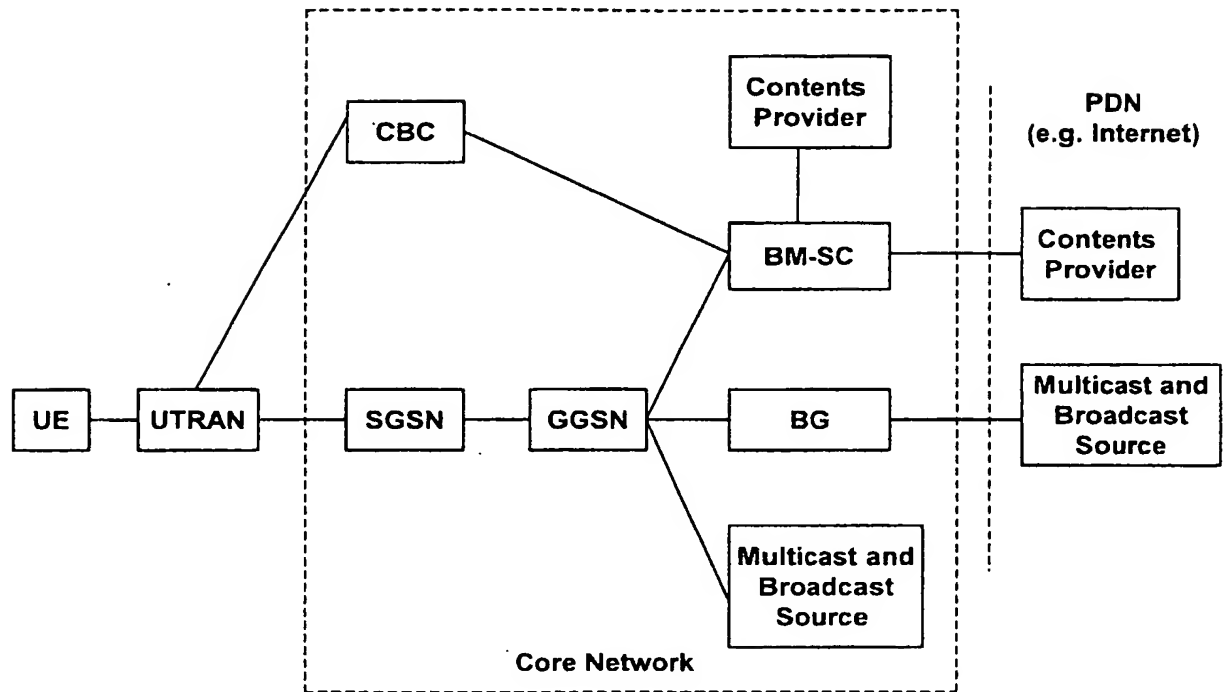 Contents
Provider
PDN
(e.g. Internet)
CBC
BM-SC
Contents
Provider
UE
UTRAN
SGSN
GGSN
BG
Multicast and
Broadcast
Source
Multicast and
Broadcast
Source
Core Network